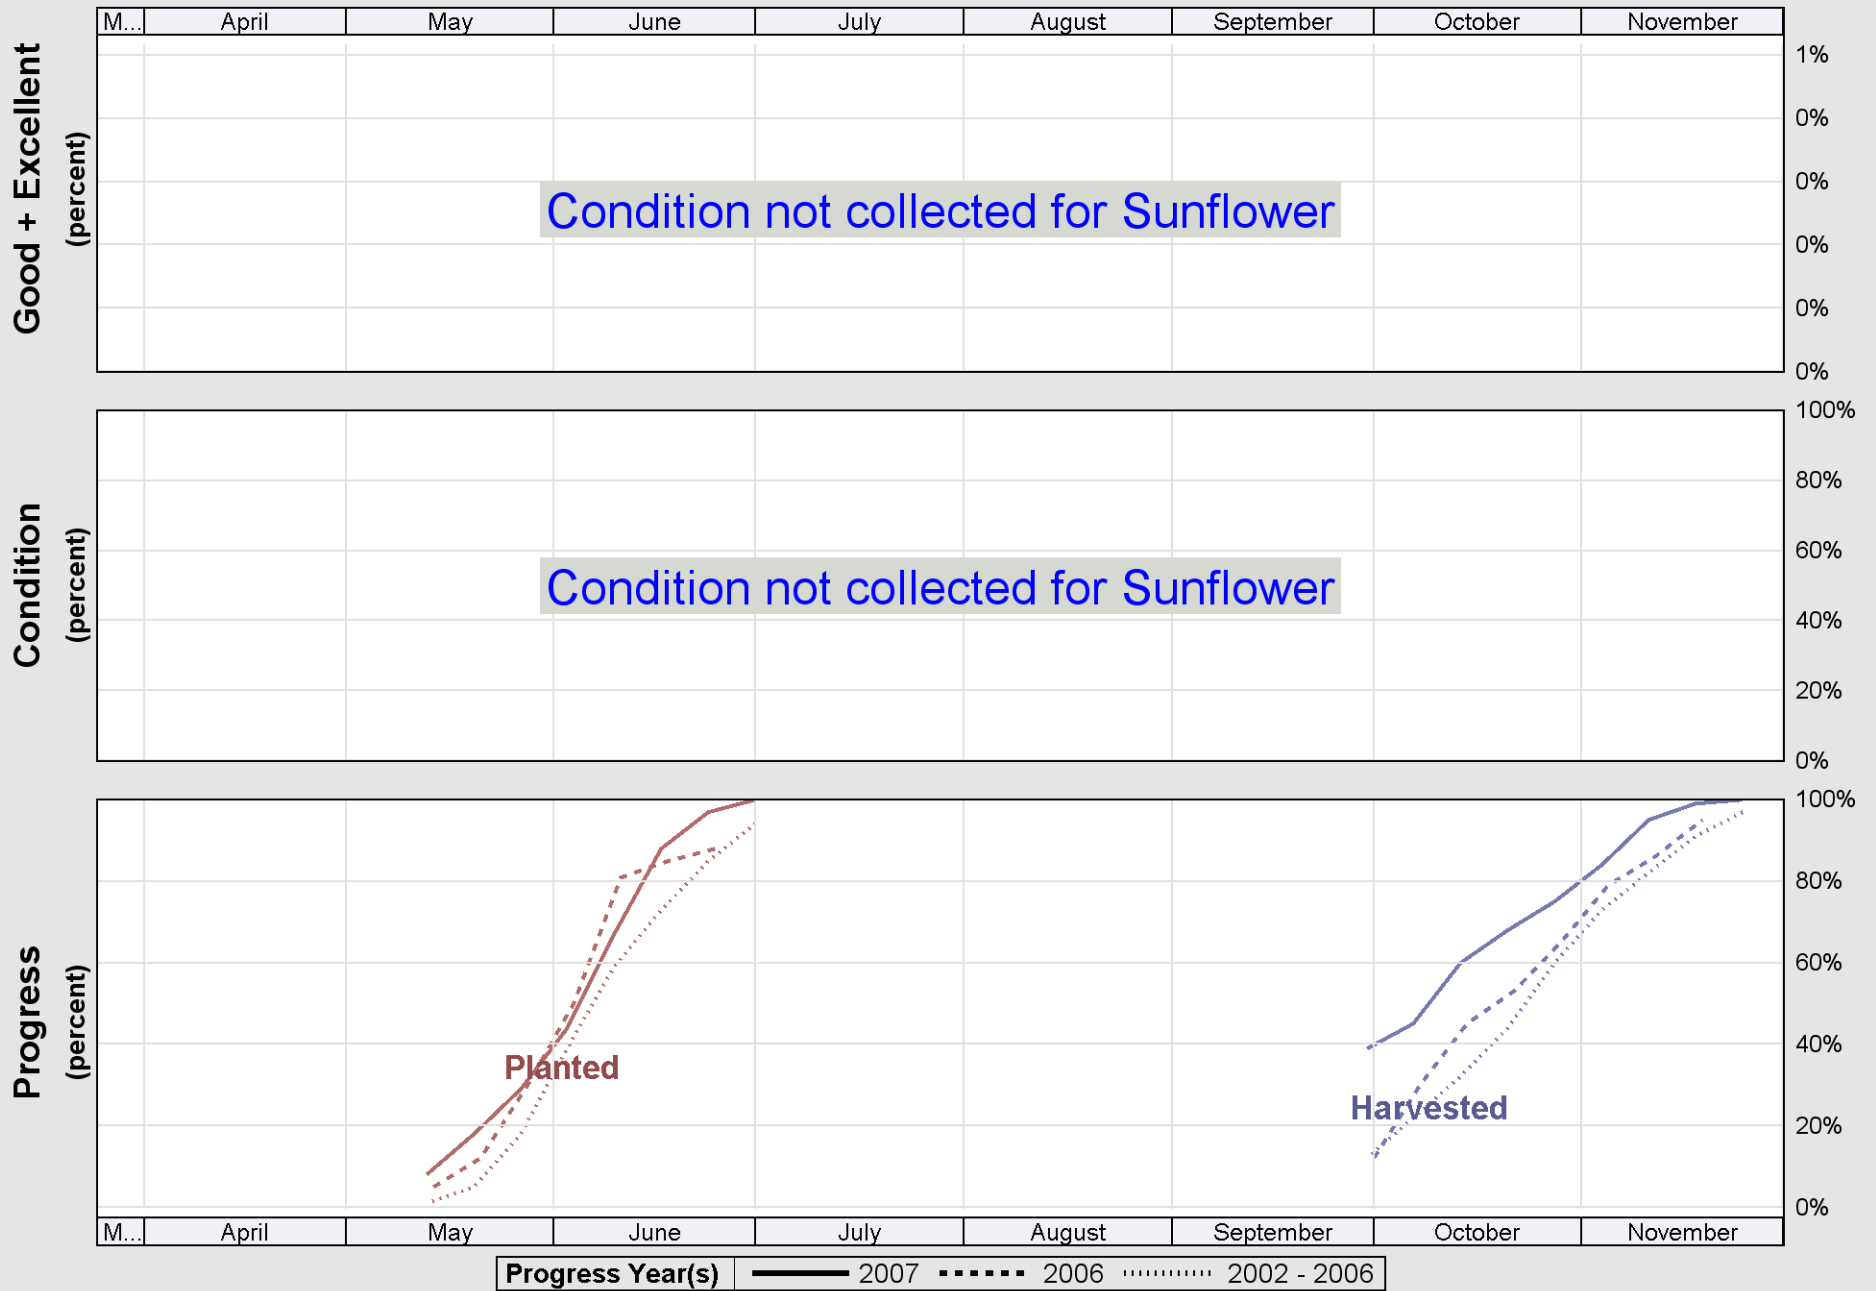 M... April May June July August September October November
Good + Excellent
(percent)
1%
0%
0%
0%
0%
0%
Condition not collected for Sunflower
Condition
(percent)
100%
80%
60%
40%
20%
0%
Condition not collected for Sunflower
Progress
(percent)
100%
80%
60%
40%
20%
0%
Planted
Harvested
M... April May June July August September October November
Progress Year(s) 2007 2006 2002 - 2006